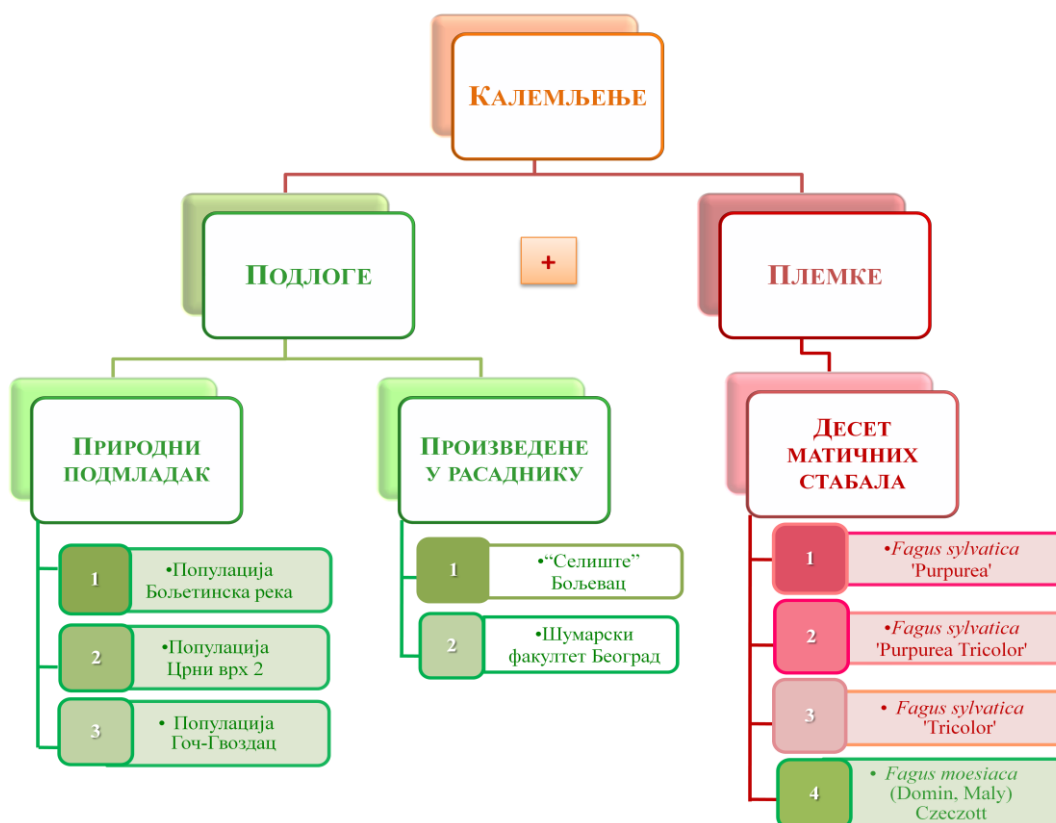 Калемљење
Подлоге
+
Племке
Природни
подмладак
Произведене
у расаднику
Десет
матичних
стабала
1
•Популација
Бољетинска река
2
•Популација
Црни врх 2
3
• Популација
Гоч-Гвоздац
1
•“Селиште”
Бољевац
2
•Шумарски
факултет Београд
1
•Fagus sylvatica
'Purpurea'
2
•Fagus sylvatica
'Purpurea Tricolor'
3
• Fagus sylvatica
'Tricolor'
4
•Fagus moesiaca
(Domin, Maly)
Czeczott